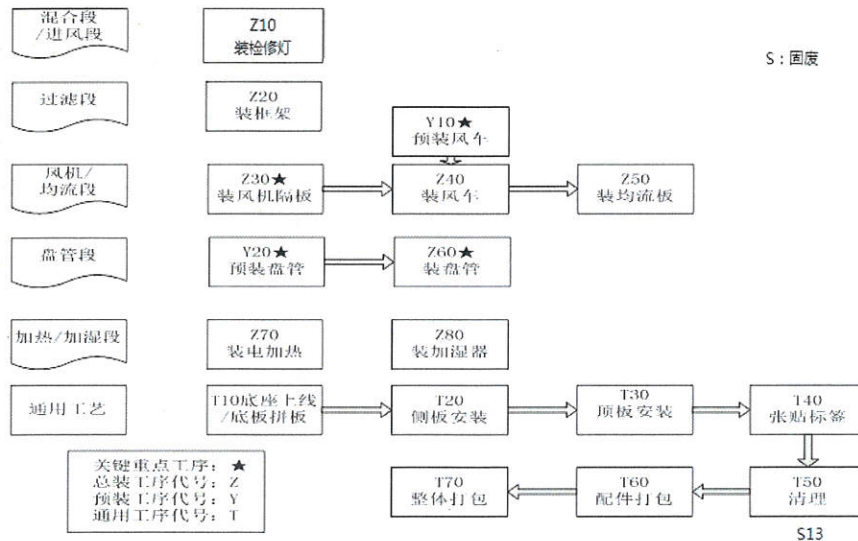 混合段
/进风段
Z10
装检修灯
S：固废
过滤段
Z20
装框架
Y10★
预装风车
风机/
均流段
Z30★
装风机隔板
Z40
装风车
Z50
装均流板
盘管段
Y20★
预装盘管
Z60★
装盘管
加热/加湿段
Z70
装电加热
Z80
装加湿器
通用工艺
T10底座上线
/底板拼板
T20
侧板安装
T30
顶板安装
T40
张贴标签
关键重点工序：★
总装工序代号：Z
预装工序代号：Y
通用工序代号：T
T70
整体打包
T60
配件打包
T50
清理
S13